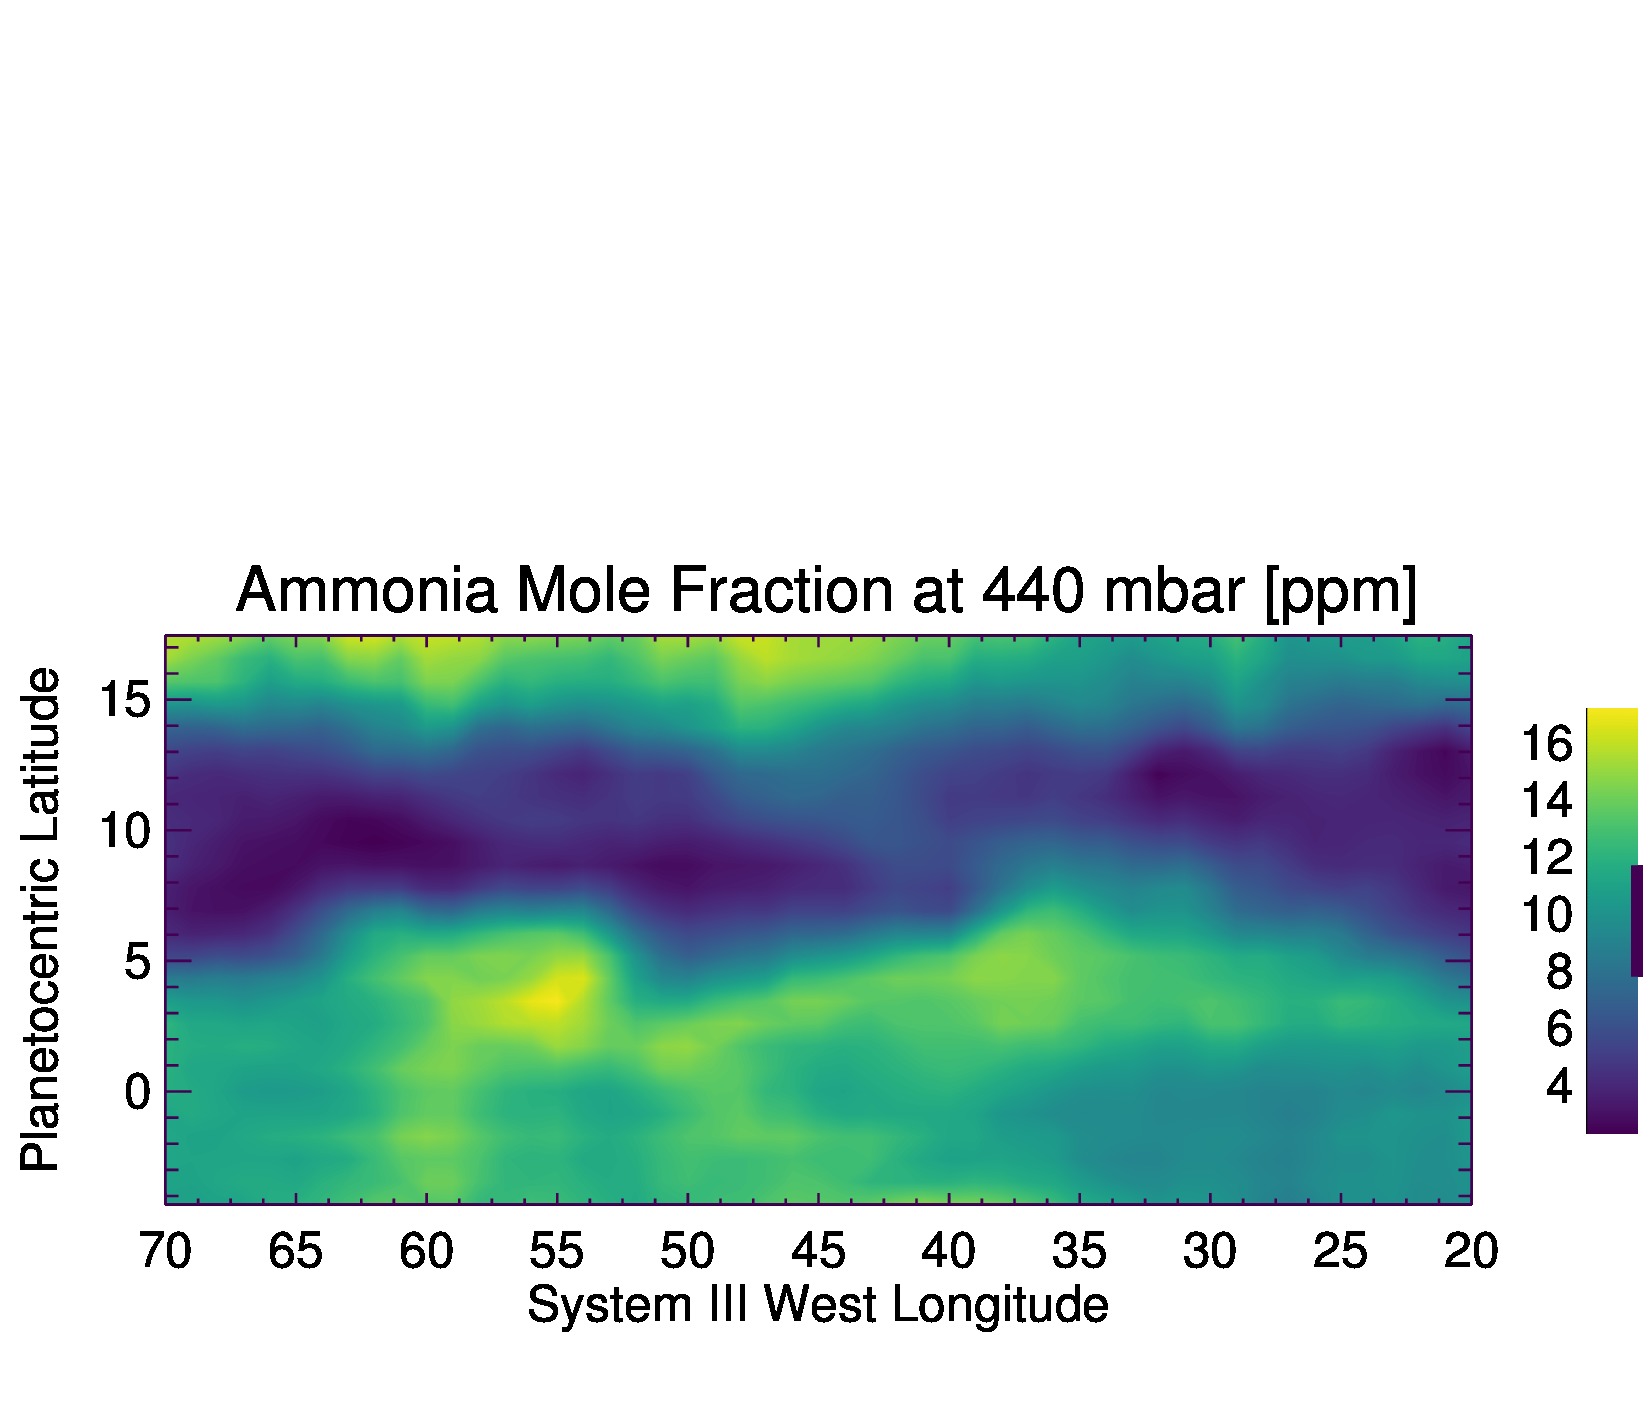 Ammonia Mole Fraction at 440 mbar [ppm]
Planetocentric Latitude
15
10
5
0
70 65 60 55 50 45 40 35 30 25 20
System III West Longitude
16
14
12
10
8
6
4